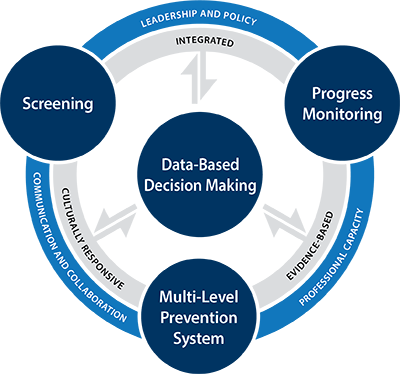 LEADERSHIP AND POLICY
INTEGRATED
Screening
Progress
Monitoring
Data-Based
Decision Making
COMMUNICATION AND COLLABORATION
CULTURALLY RESPONSIVE
EVIDENCE-BASED
PROFESSIONAL CAPACITY
Multi-Level
Prevention
System